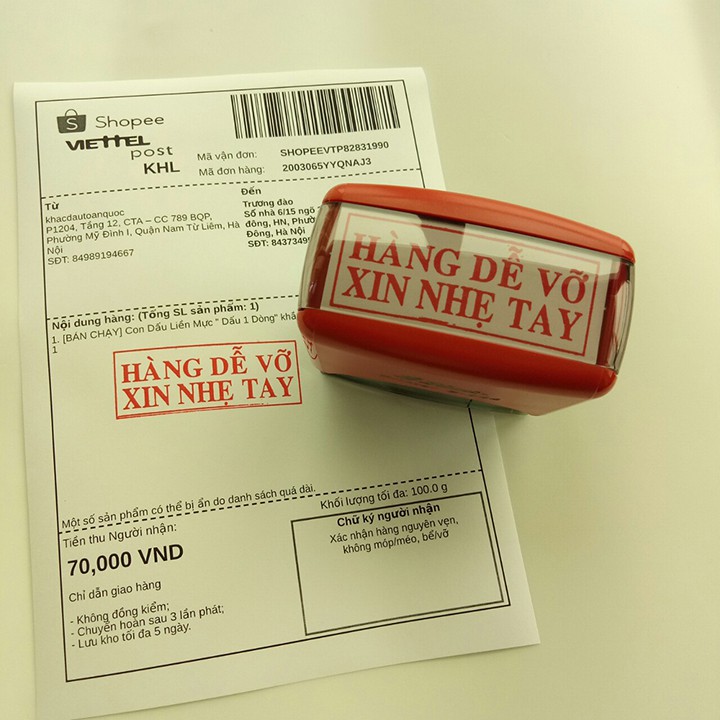 Shopee
VIETTEL
post
KHL
Mã vận đơn: SHOPEEVTP82831990
Mã đơn hàng: 2003065YYQNAJ3
Từ
khacdautoanquoc
P1204, Tầng 12, CTA – CC 789 BQP,
Phường Mỹ Đình I, Quận Nam Từ Liêm, Hà
Nội
SĐT: 84989194667
Đến
Trương đào
Số nhà 6/15 ngõ
đông, HN,
Đông, Hà Nội
SĐT:
Nội dung hàng: (Tổng SL sản phẩm: 1)
1. [BÁN CHẠY] Con Dấu Liền Mực " Dấu 1 Dòng"
1
HÀNG DỄ VỠ
XIN NHẸ TAY
HÀNG DỄ VỠ
XIN NHẸ TAY
Một số sản phẩm có thể bị ẩn do danh sách quá dài.
Khối lượng tối đa: 100.0 g
Tiền thu Người nhận:
70,000 VND
Chỉ dẫn giao hàng
- Không đồng kiểm;
- Chuyển hoàn sau 3 lần phát;
- Lưu kho tối đa 5 ngày.
Chữ ký người nhận
Xác nhận hàng nguyên vẹn,
không móp/méo, bể/vỡ